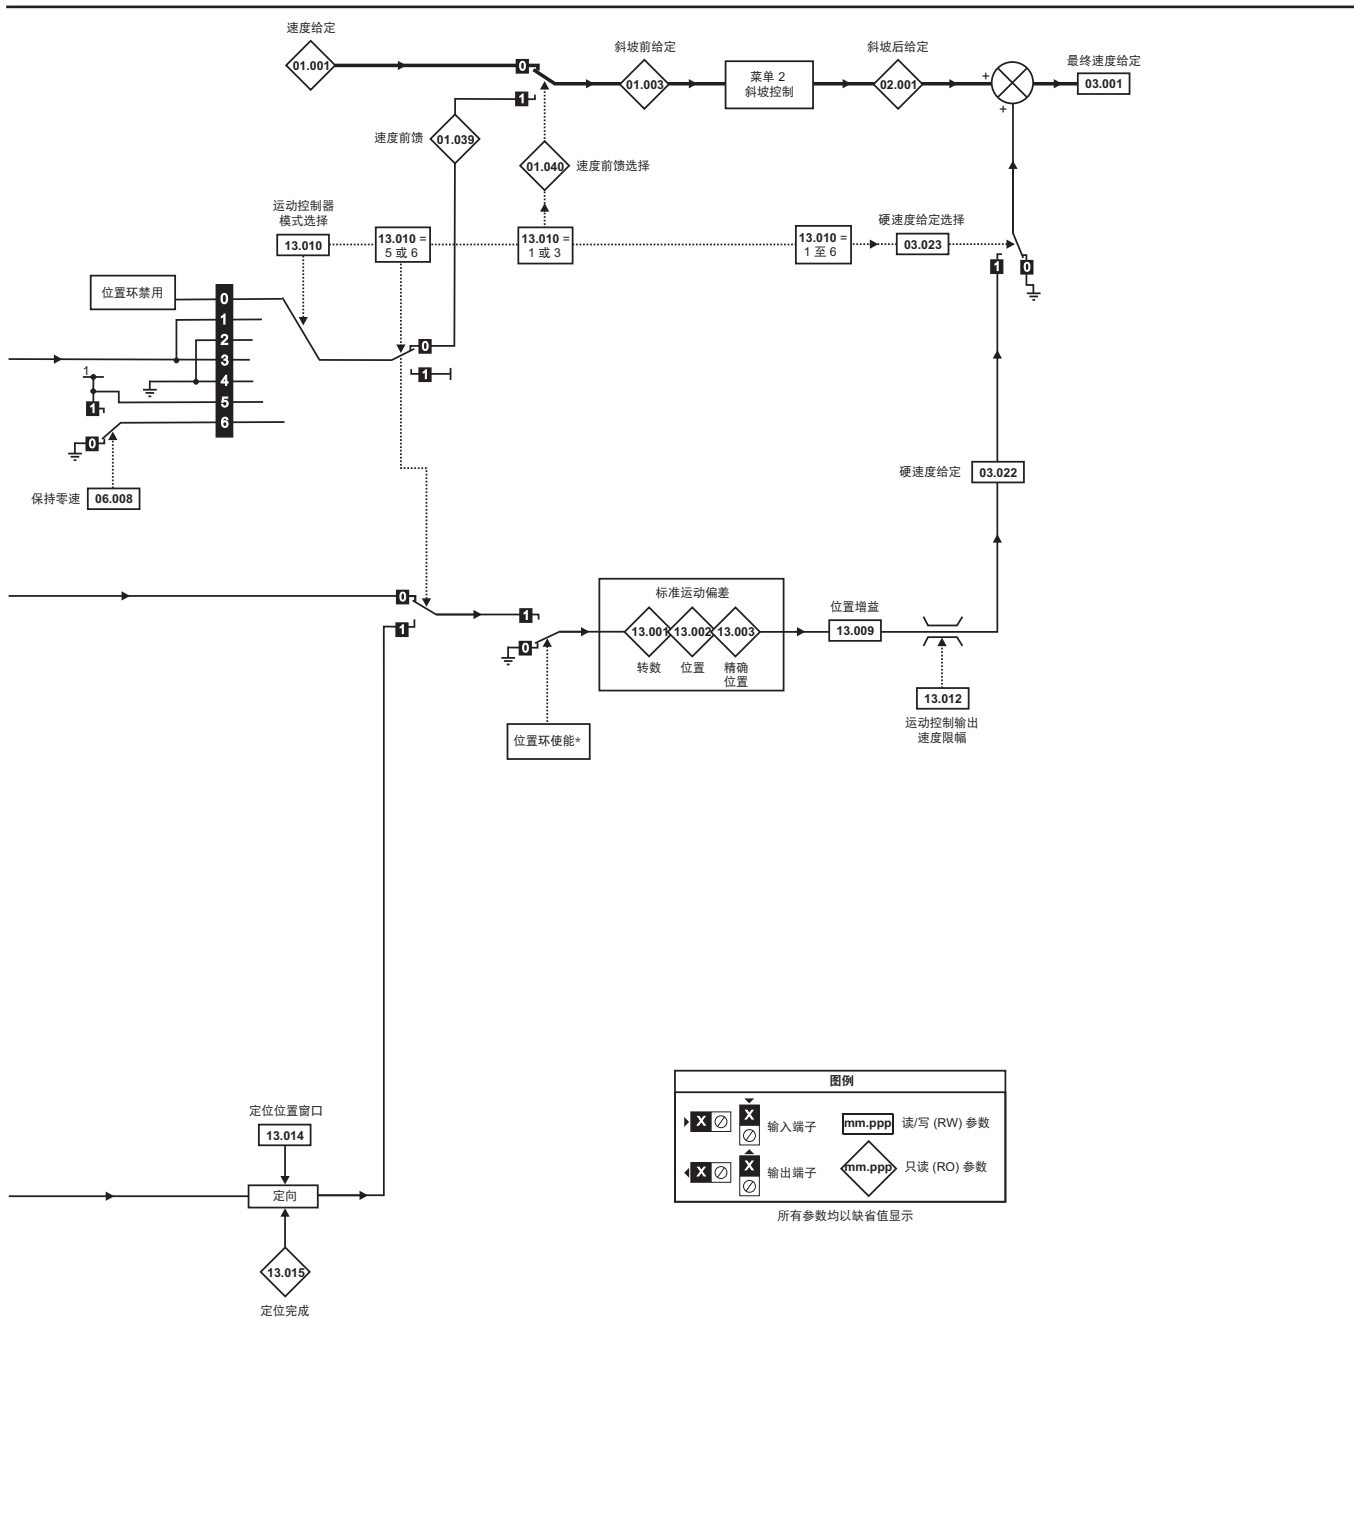 速度给定
01.001
0
斜坡前给定
01.003
菜单 2
斜坡控制
斜坡后给定
02.001
+
+
最终速度给定
03.001
1
速度前馈
01.039
01.040
速度前馈选择
运动控制器
模式选择
13.010
13.010 =
5 或 6
13.010 =
1 或 3
13.010 =
1 至 6
硬速度给定选择
03.023
1
0
位置环禁用
0
1
2
3
4
5
6
0
1
1
1
0
保持零速
06.008
硬速度给定
03.022
0
1
1
0
标准运动偏差
13.001
13.002
13.003
转数
位置
精确
位置
位置增益
13.009
13.012
运动控制输出
速度限幅
位置环使能*
定位位置窗口
13.014
定向
13.015
定位完成
图例
X
X
输入端子
mm.ppp
读/写 (RW) 参数
X
X
输出端子
mm.ppp
只读 (RO) 参数
所有参数均以缺省值显示